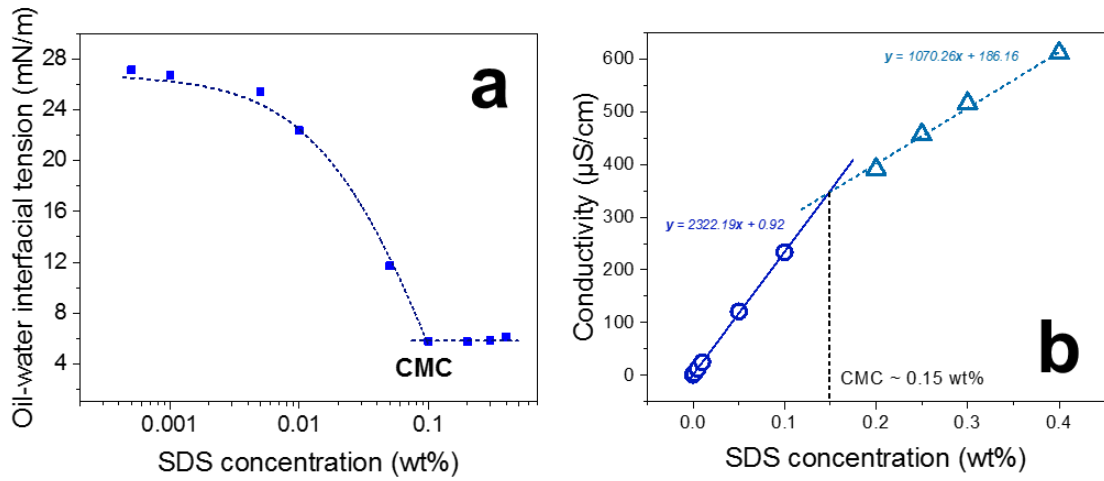 Oil-water interfacial tension (mN/m)
28
24
20
16
12
8
4
a
CMC
0.001
0.01
0.1
SDS concentration (wt%)
Conductivity (µS/cm)
600
500
400
300
200
100
0
y = 1070.26x + 186.16
y = 2322.19x + 0.92
CMC ~ 0.15 wt%
b
0.0
0.1
0.2
0.3
0.4
SDS concentration (wt%)